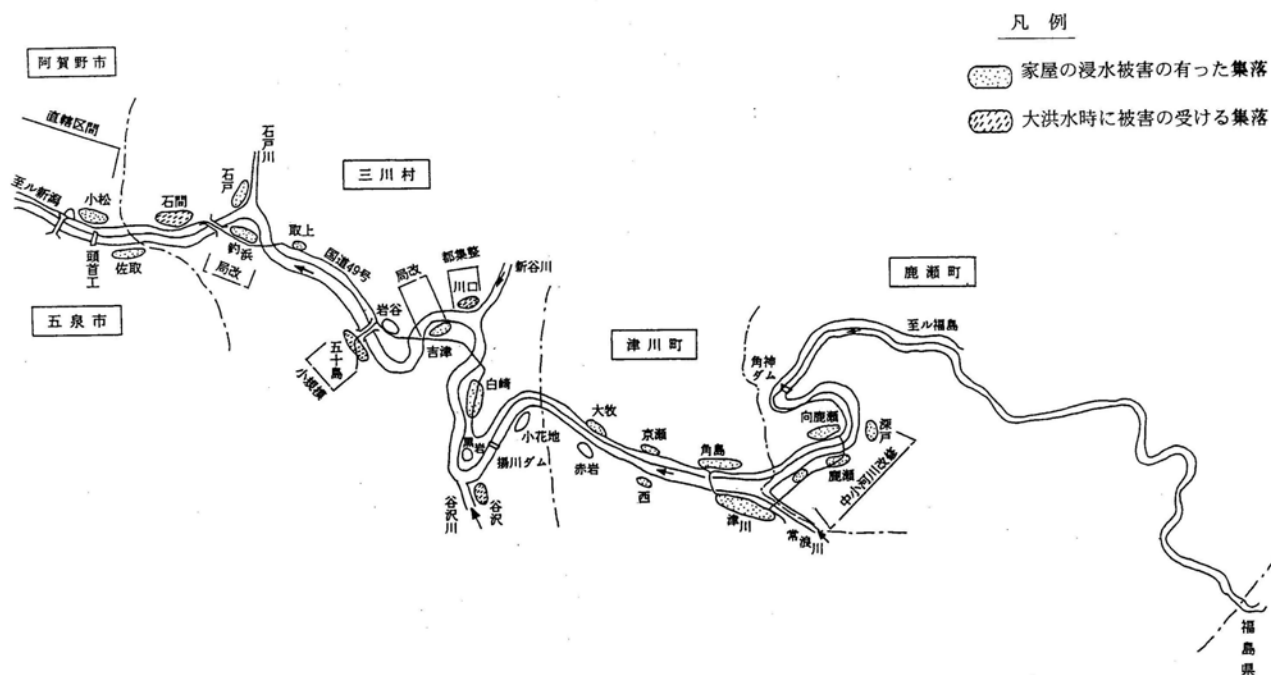 凡例
家屋の浸水被害の有った集落
大洪水時に被害の受ける集落
阿賀野市
直轄区間
石戸川
石戸
三川村
至ル新潟
小松
石間
取上
釣浜
頭首工
佐取
局改
国道49号
都集整
局改
川口
新谷川
鹿瀬町
五泉市
岩谷
吉津
五十島
小規模
津川町
至ル福島
角神ダム
白崎
大牧
向鹿瀬
深戸
小花地
京瀬
角島
黒岩
揚川ダム
赤岩
鹿瀬
中小河川改修
西
谷沢川
谷沢
津川
常浪川
福島県